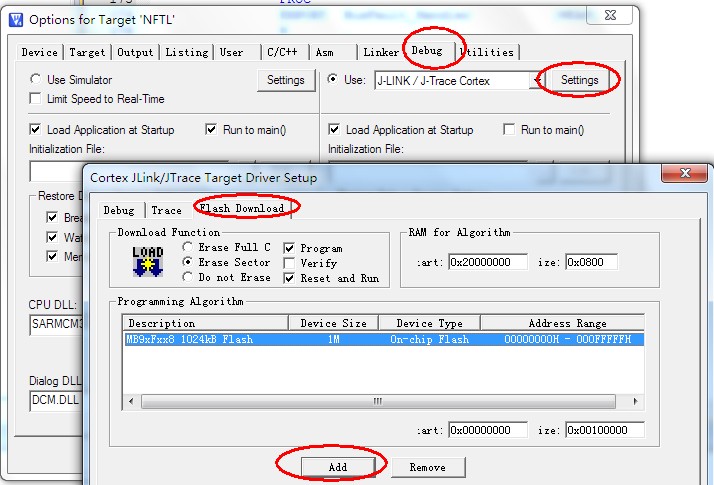 175 PROC
Options for Target 'NFTL'
Device Target Output Listing User C/C++ Asm Linker Debug Utilities
Use Simulator Settings Use: J-LINK / J-Trace Cortex Settings
Limit Speed to Real-Time
Load Application at Startup Run to main() Load Application at Startup Run to main()
Initialization File: Initialization File:
Cortex JLink/JTrace Target Driver Setup
Restore D
Brea
Wat
Mem
CPU DLL:
SARMCM3
Dialog DLL
DCM.DLL
Debug Trace Flash Download
Download Function RAM for Algorithm
LOAD Erase Full C Program
Erase Sector Verify
Do not Erase Reset and Run
:art: 0x20000000 ize: 0x0800
Programming Algorithm
Description Device Size Device Type Address Range
MB9xFxx8 1024kB Flash 1M On-chip Flash 00000000H - 000FFFFFH
:art: 0x00000000 ize: 0x00100000
Add Remove